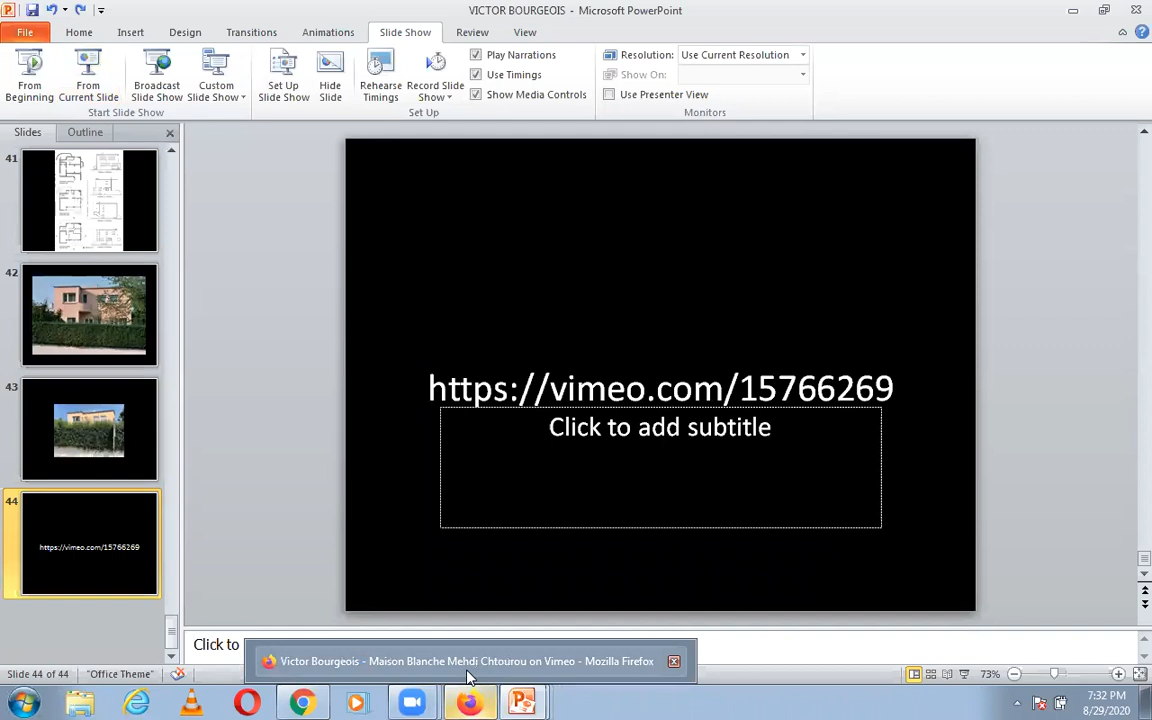 VICTOR BOURGEOIS - Microsoft PowerPoint
File Home Insert Design Transitions Animations Slide Show Review View
From Beginning
From Current Slide
Broadcast Slide Show
Custom Slide Show
Start Slide Show
Set Up Slide Show
Hide Slide
Rehearse Timings
Record Slide Show
Play Narrations
Use Timings
Show Media Controls
Set Up
Resolution: Use Current Resolution
Show On:
Use Presenter View
Monitors
Slides Outline
41
42
43
44
https://vimeo.com/15766269
https://vimeo.com/15766269
Click to add subtitle
Click to
Victor Bourgeois - Maison Blanche Mehdi Chtourou on Vimeo - Mozilla Firefox
Slide 44 of 44 "Office Theme" 73%
7:32 PM
8/29/2020